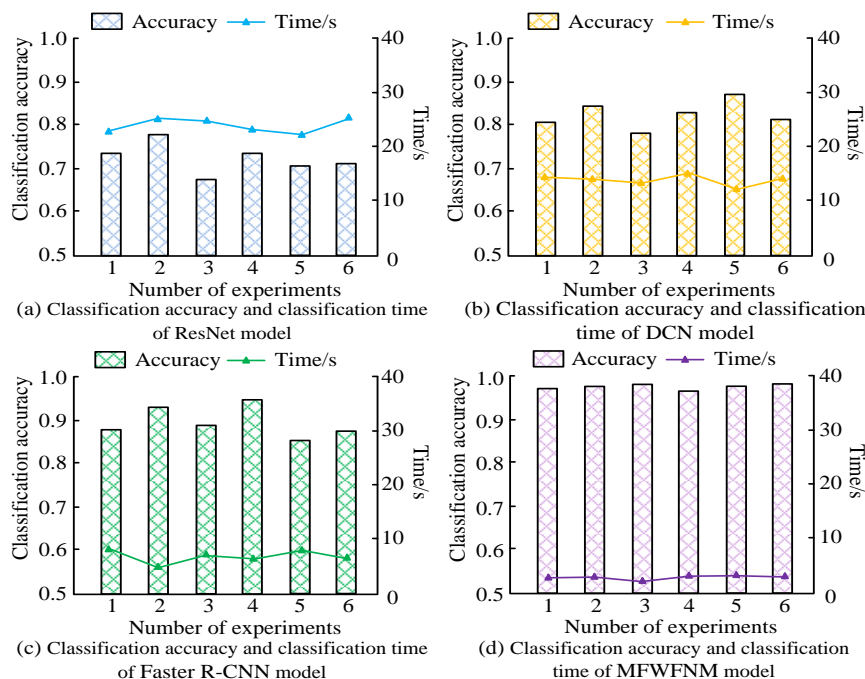 Accuracy Time/s
Classification accuracy
1.0
0.9
0.8
0.7
0.6
0.5
40
30
20
10
0
Time/s
1 2 3 4 5 6
Number of experiments
(a) Classification accuracy and classification time
of ResNet model
Accuracy Time/s
Classification accuracy
1.0
0.9
0.8
0.7
0.6
0.5
40
30
20
10
0
Time/s
1 2 3 4 5 6
Number of experiments
(b) Classification accuracy and classification
time of DCN model
Accuracy Time/s
Classification accuracy
1.0
0.9
0.8
0.7
0.6
0.5
40
30
20
10
0
Time/s
1 2 3 4 5 6
Number of experiments
(c) Classification accuracy and classification time
of Faster R-CNN model
Accuracy Time/s
Classification accuracy
1.0
0.9
0.8
0.7
0.6
0.5
40
30
20
10
0
Time/s
1 2 3 4 5 6
Number of experiments
(d) Classification accuracy and classification
time of MFWFNM model